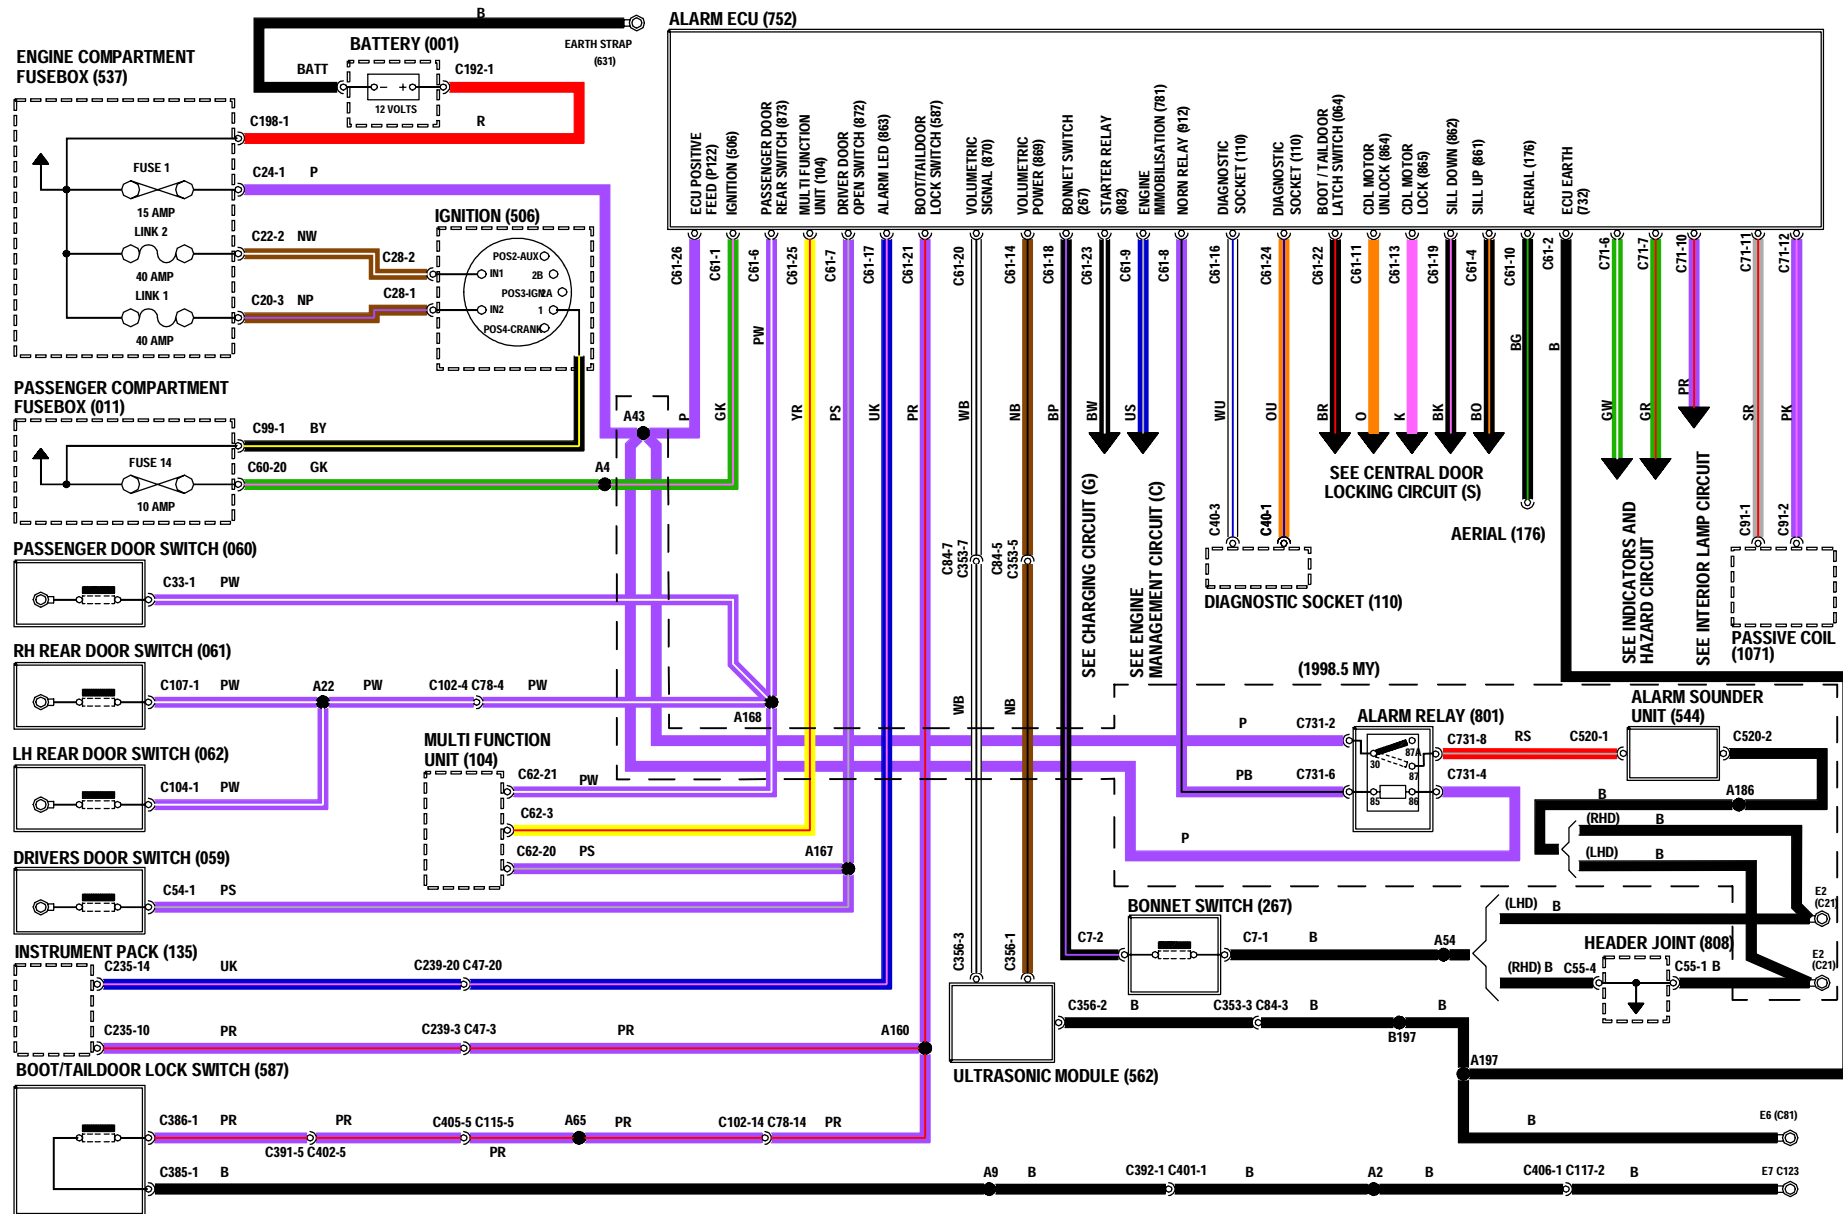 B
ALARM ECU (752)
EARTH STRAP
(631)
ENGINE COMPARTMENT
FUSEBOX (537)
BATTERY (001)
BATT
C192-1
12 VOLTS
C198-1
R
FUSE 1
C24-1
P
15 AMP
LINK 2
C22-2
NW
C28-2
40 AMP
LINK 1
C20-3
NP
C28-1
40 AMP
IGNITION (506)
POS2-AUX
IN1
2B
POS3-IGN
2A
IN2
1
POS4-CRANK
PASSENGER COMPARTMENT
FUSEBOX (011)
C99-1
BY
FUSE 14
C60-20
GK
10 AMP
A43
A4
ECU POSITIVE
FEED (P122)
IGNITION (506)
PASSENGER DOOR
REAR SWITCH (873)
MULTI FUNCTION
UNIT (104)
DRIVER DOOR
OPEN SWITCH (872)
ALARM LED (863)
BOOT/TAILDOOR
LOCK SWITCH (587)
VOLUMETRIC
SIGNAL (870)
VOLUMETRIC
POWER (869)
BONNET SWITCH
(267)
STARTER RELAY
(082)
ENGINE
IMMOBILISATION (781)
NORN RELAY (912)
DIAGNOSTIC
SOCKET (110)
DIAGNOSTIC
SOCKET (110)
BOOT / TAILDOOR
LATCH SWITCH (064)
CDL MOTOR
UNLOCK (864)
CDL MOTOR
LOCK (865)
SILL DOWN (862)
SILL UP (861)
AERIAL (176)
ECU EARTH
(732)
C61-26
C61-1
C61-6
C61-25
C61-7
C61-17
C61-21
C61-20
C61-14
C61-18
C61-23
C61-9
C61-8
C61-16
C61-24
C61-22
C61-11
C61-13
C61-19
C61-4
C61-10
C61-2
C71-6
C71-7
C71-10
C71-11
C71-12
P
GK
PW
YR
PS
UK
PR
WB
NB
BP
BW
US
PR
WU
OU
BR
O
K
BK
BO
BG
B
GW
GR
SR
PK
SEE CENTRAL DOOR
LOCKING CIRCUIT (S)
AERIAL (176)
C40-3
C40-1
DIAGNOSTIC SOCKET (110)
C91-1
C91-2
PASSIVE COIL
(1071)
C84-7
C353-7
C84-5
C353-5
SEE CHARGING CIRCUIT (G)
SEE ENGINE
MANAGEMENT CIRCUIT (C)
SEE INDICATORS AND
HAZARD CIRCUIT
SEE INTERIOR LAMP CIRCUIT
PASSENGER DOOR SWITCH (060)
C33-1
PW
RH REAR DOOR SWITCH (061)
C107-1
PW
A22
PW
C102-4 C78-4
PW
A168
LH REAR DOOR SWITCH (062)
C104-1
PW
MULTI FUNCTION
UNIT (104)
C62-21
PW
C62-3
C62-20
PS
A167
DRIVERS DOOR SWITCH (059)
C54-1
PS
WB
NB
(1998.5 MY)
P
C731-2
ALARM RELAY (801)
87A
30
87
85
86
C731-8
RS
C520-1
ALARM SOUNDER
UNIT (544)
C520-2
PB
C731-6
C731-4
A186
B
(RHD)
B
(LHD)
B
P
E2
(C21)
BONNET SWITCH (267)
C7-2
C7-1
B
A54
(LHD)
B
HEADER JOINT (808)
(RHD) B
C55-4
C55-1 B
E2
(C21)
INSTRUMENT PACK (135)
C235-14
UK
C239-20 C47-20
C235-10
PR
C239-3 C47-3
PR
A160
C356-3
C356-1
C356-2
B
C353-3 C84-3
B
B
B197
A197
ULTRASONIC MODULE (562)
BOOT/TAILDOOR LOCK SWITCH (587)
C386-1
PR
PR
C405-5 C115-5
A65
PR
C102-14 C78-14
PR
C391-5 C402-5
PR
B
E6 (C81)
C385-1
B
A9
B
C392-1 C401-1
B
A2
B
C406-1 C117-2
B
E7 C123